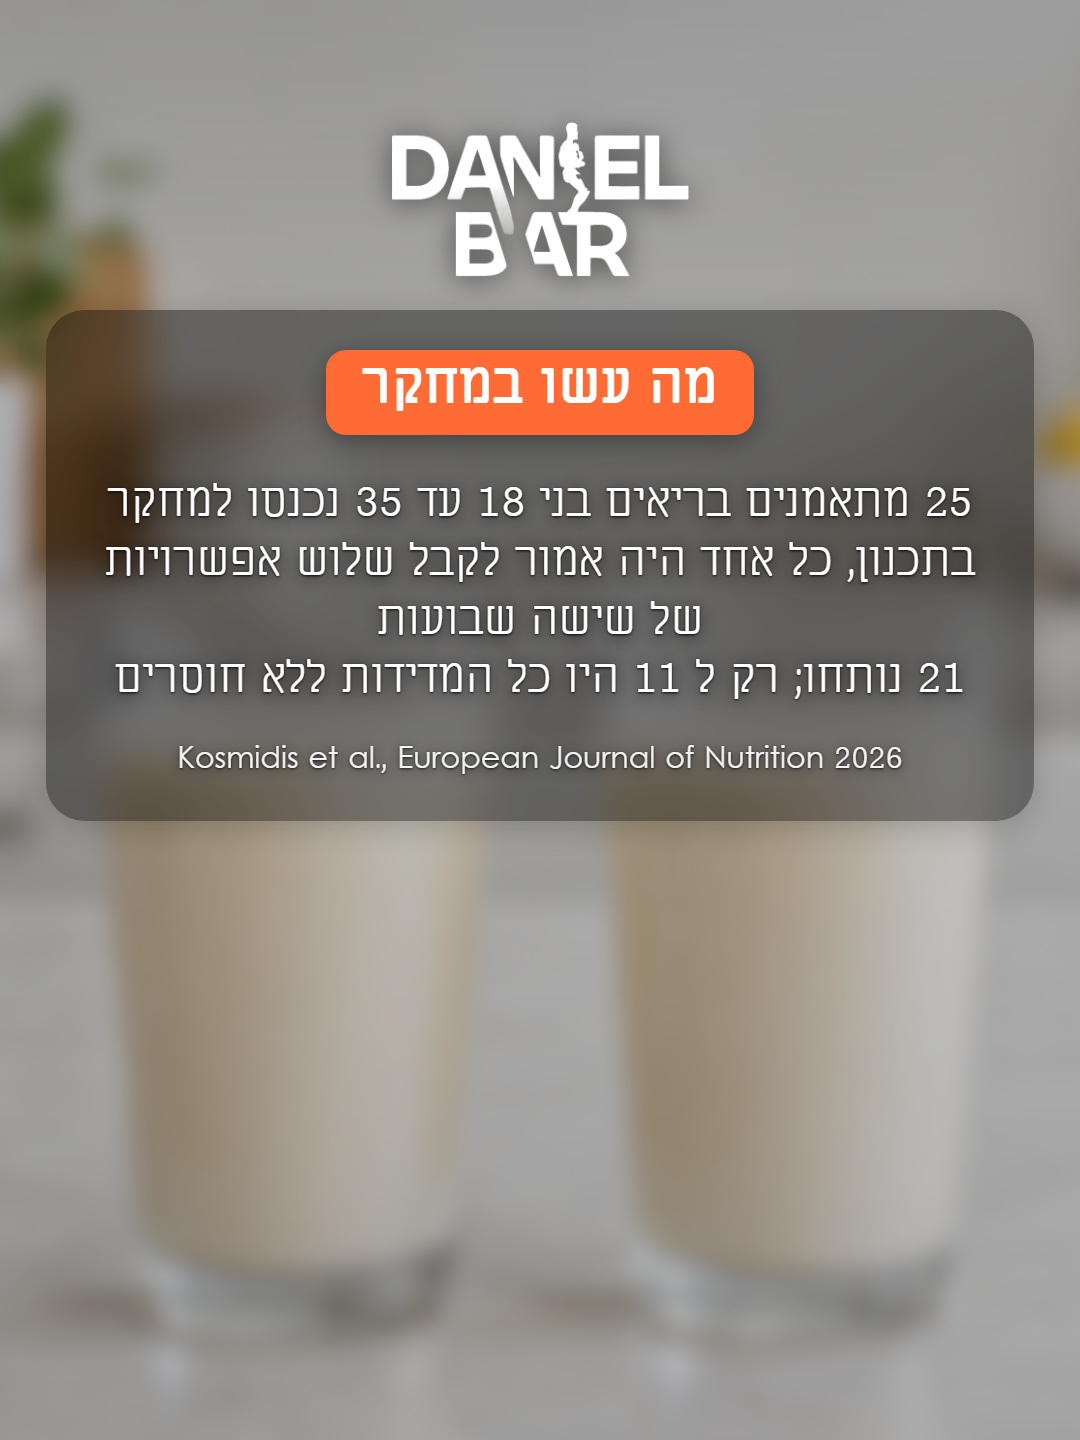 DANIEL
BAR
מה עשו במחקר
25 מתאמנים בריאים בני 18 עד 35 נכנסו למחקר
בתכנון, כל אחד היה אמור לקבל שלוש אפשרויות
של שישה שבועות
21 נותחו; רק ל 11 היו כל המדידות ללא חוסרים
Kosmidis et al., European Journal of Nutrition 2026